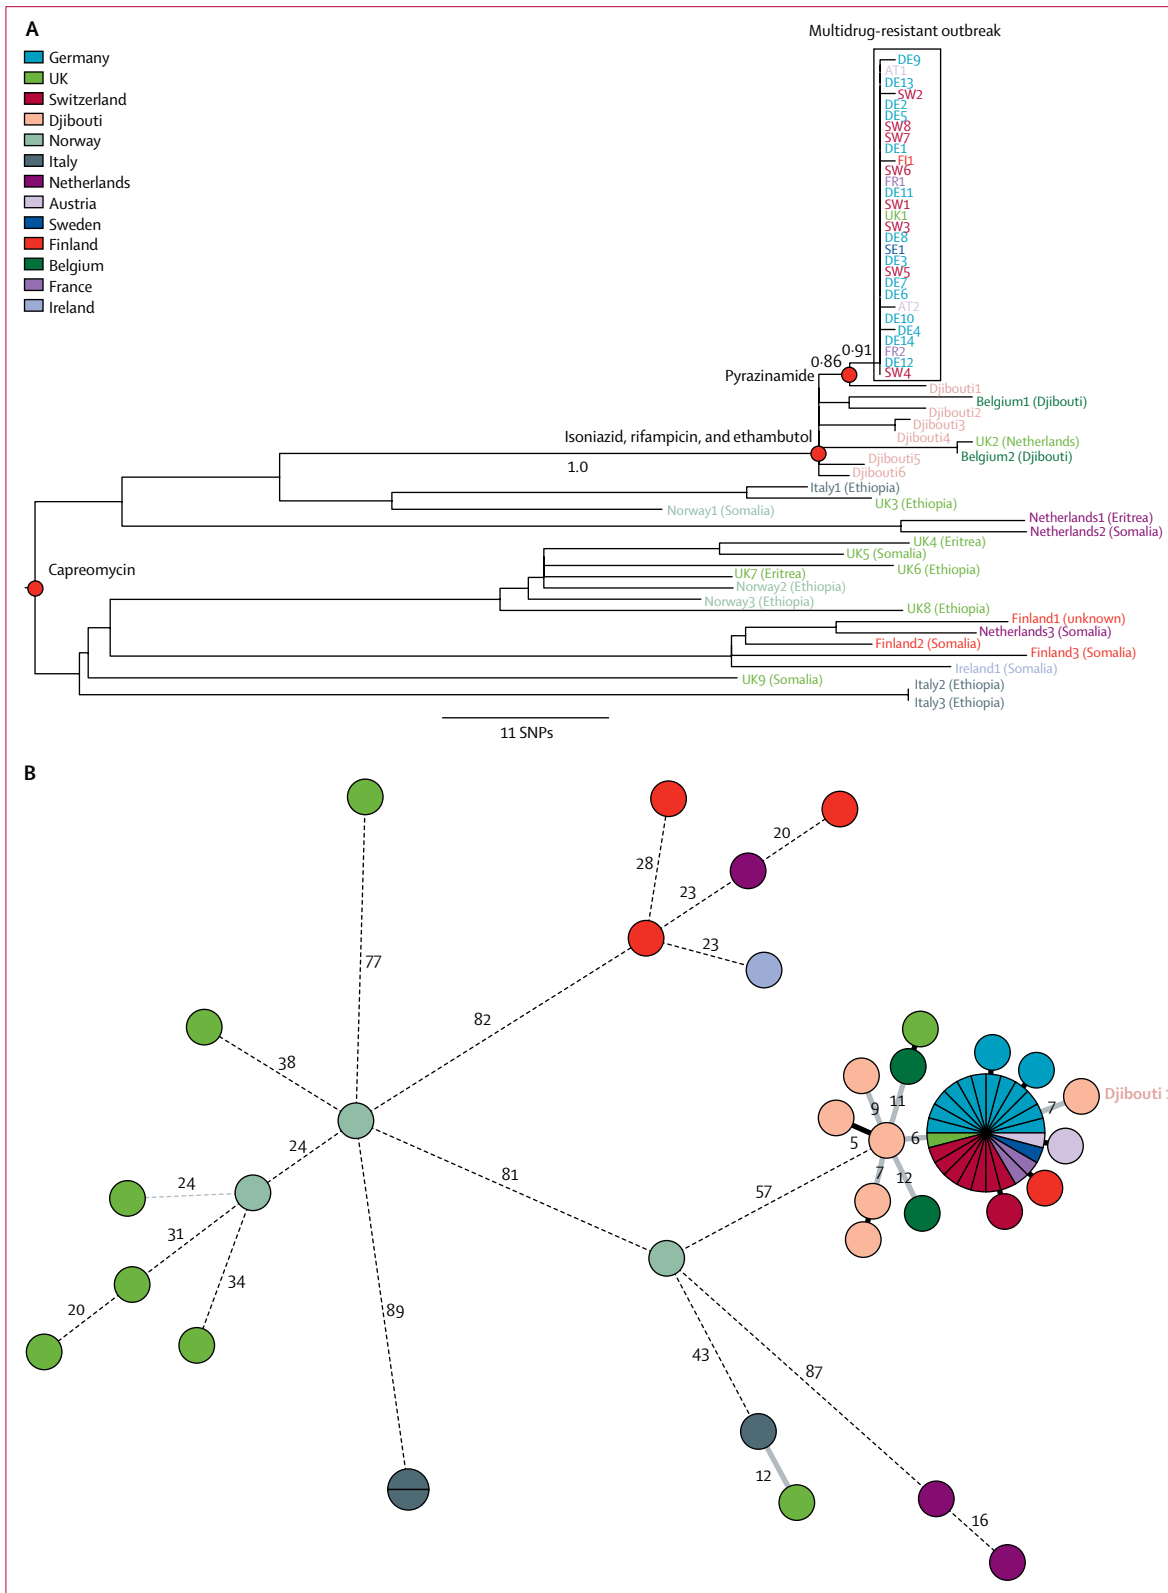 A
Multidrug-resistant outbreak
Germany
UK
Switzerland
Djibouti
Norway
Italy
Netherlands
Austria
Sweden
Finland
Belgium
France
Ireland
DE9
AT1
DE13
SW2
DE2
DE5
SW8
SW7
DE1
FI1
SW6
FR1
DE11
SW1
UK1
SW3
DE8
SE1
DE3
SW5
DE7
DE6
AT2
DE10
DE4
DE14
FR2
DE12
SW4
0·91
0·86
Pyrazinamide
Djibouti1
Belgium1 (Djibouti)
Djibouti2
Djibouti3
Isoniazid, rifampicin, and ethambutol
Djibouti4
UK2 (Netherlands)
Belgium2 (Djibouti)
1.0
Djibouti5
Djibouti6
Italy1 (Ethiopia)
UK3 (Ethiopia)
Norway1 (Somalia)
Netherlands1 (Eritrea)
Netherlands2 (Somalia)
UK4 (Eritrea)
UK5 (Somalia)
Capreomycin
UK6 (Ethiopia)
UK7 (Eritrea)
Norway2 (Ethiopia)
Norway3 (Ethiopia)
UK8 (Ethiopia)
Finland1 (unknown)
Netherlands3 (Somalia)
Finland2 (Somalia)
Finland3 (Somalia)
Ireland1 (Somalia)
UK9 (Somalia)
Italy2 (Ethiopia)
Italy3 (Ethiopia)
11 SNPs
B
20
28
23
23
77
82
38
24
24
31
34
20
89
81
57
9
11
5
6
7
12
7
Djibouti 1
43
87
12
16